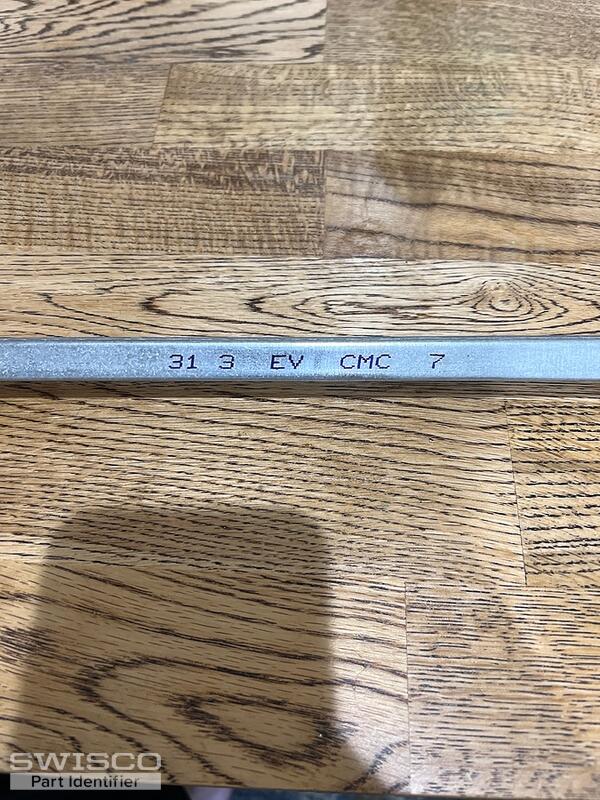 31 3 EV CMC 7
SWISCO
Part Identifier